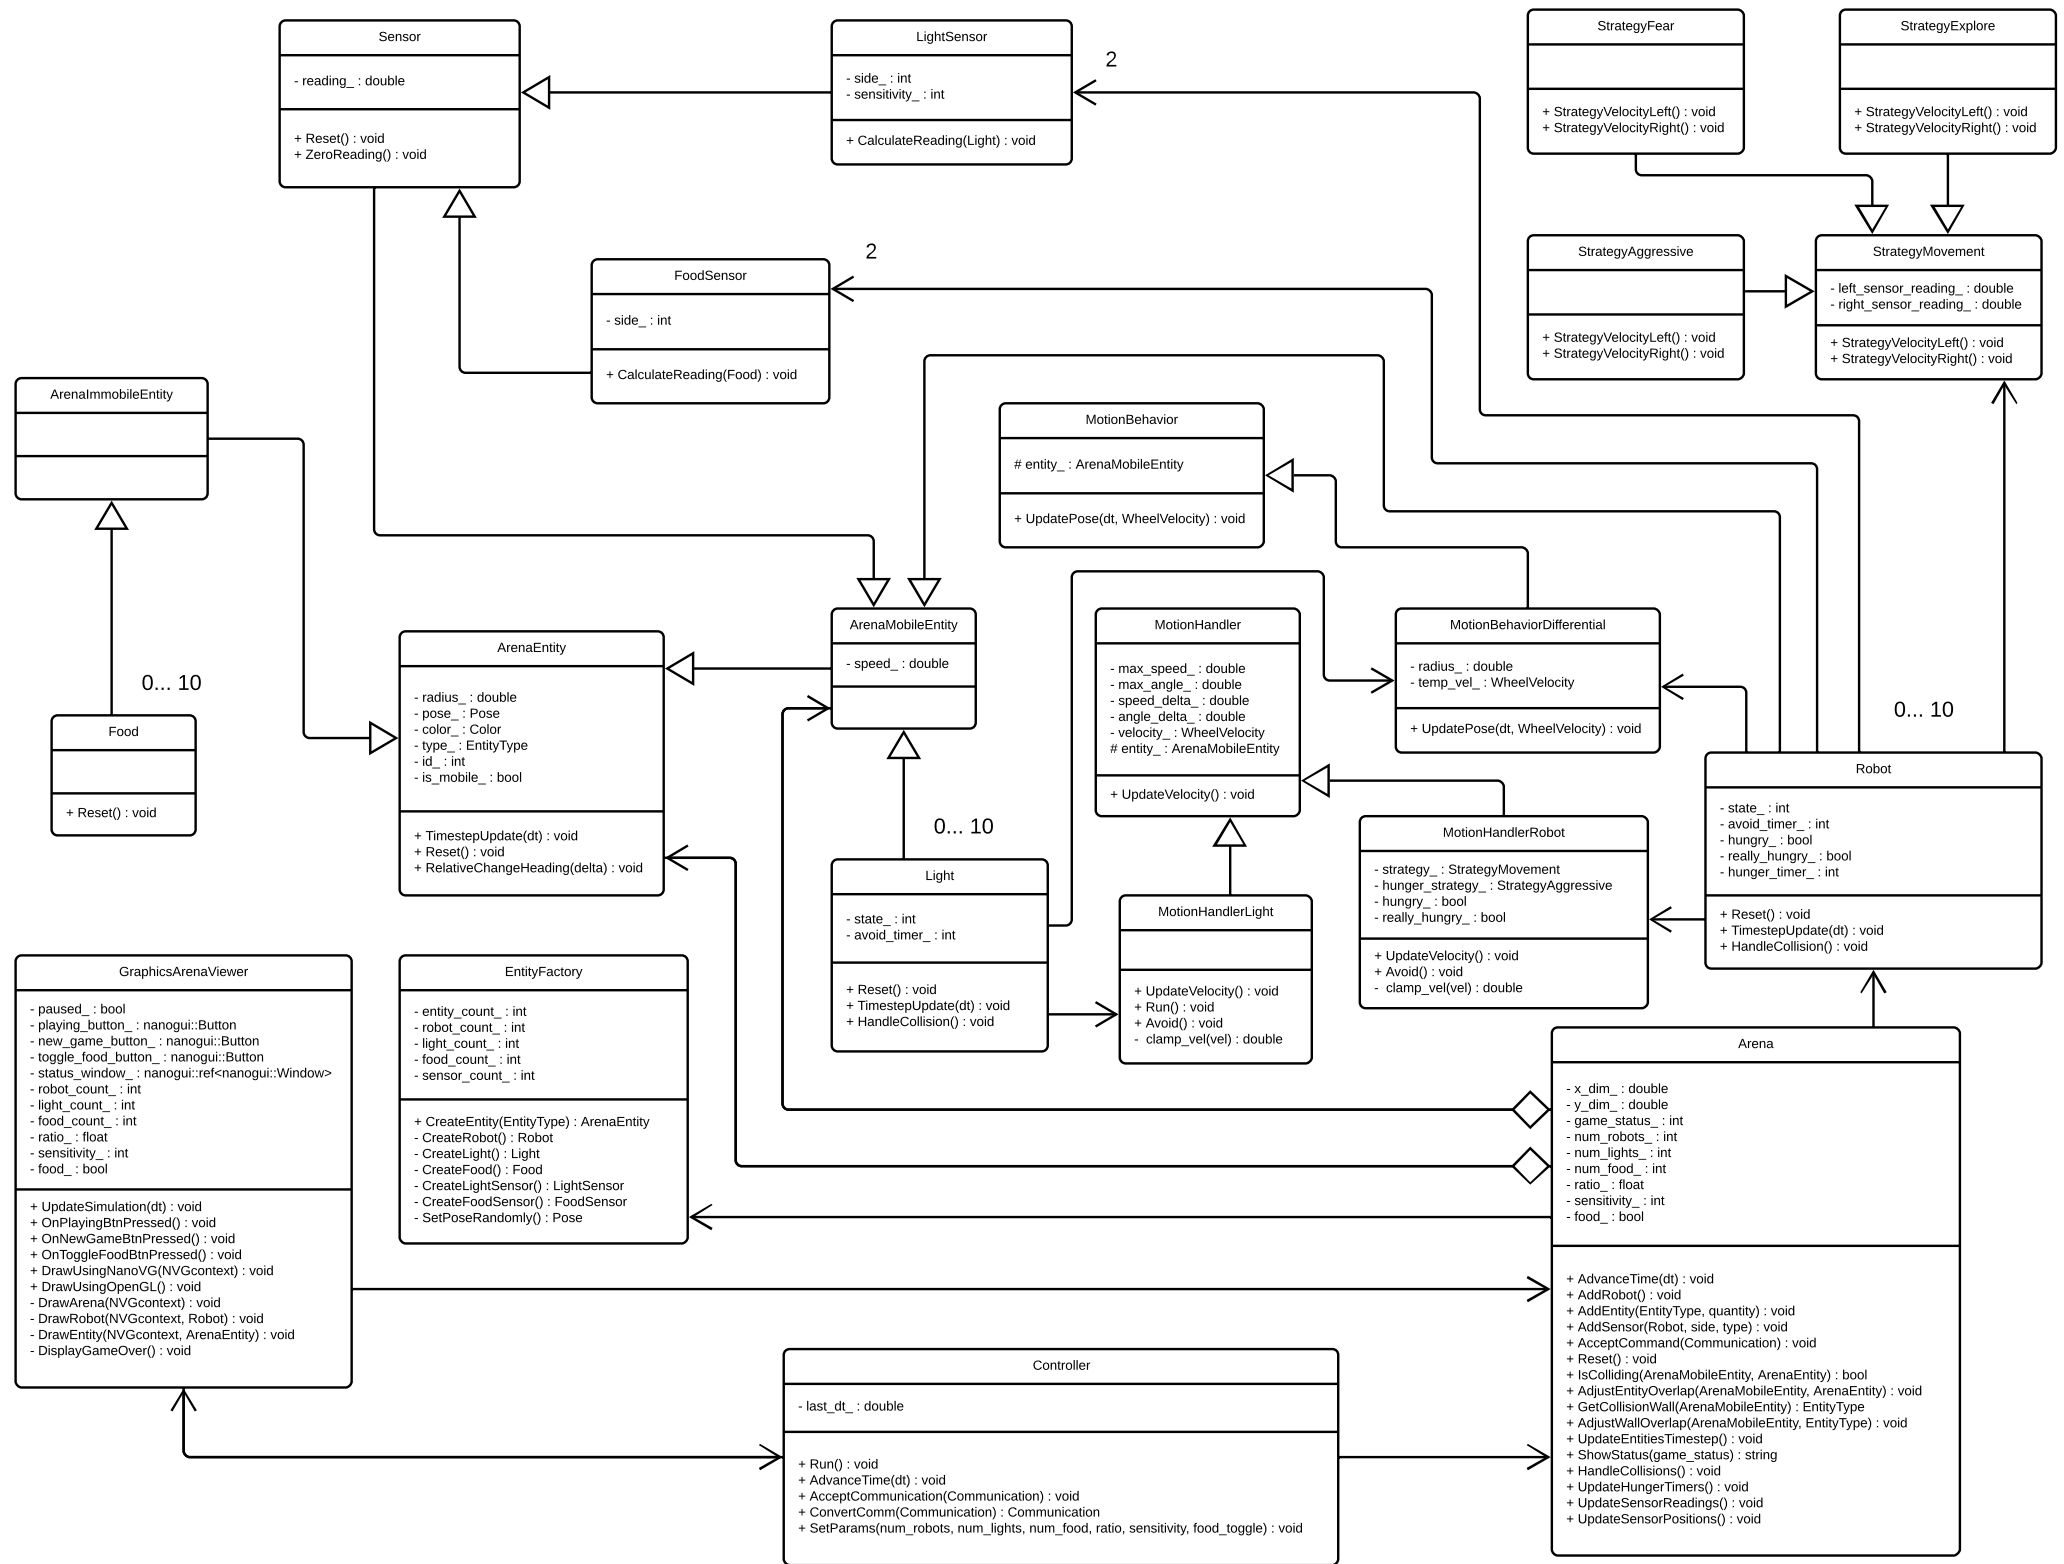 Sensor
- reading_ : double
+ Reset() : void
+ ZeroReading() : void
LightSensor
- side_ : int
- sensitivity_ : int
+ CalculateReading(Light) : void
2
StrategyFear
+ StrategyVelocityLeft() : void
+ StrategyVelocityRight() : void
StrategyExplore
+ StrategyVelocityLeft() : void
+ StrategyVelocityRight() : void
FoodSensor
- side_ : int
+ CalculateReading(Food) : void
2
StrategyAggressive
+ StrategyVelocityLeft() : void
+ StrategyVelocityRight() : void
StrategyMovement
- left_sensor_reading_ : double
- right_sensor_reading_ : double
+ StrategyVelocityLeft() : void
+ StrategyVelocityRight() : void
ArenaImmobileEntity
MotionBehavior
# entity_ : ArenaMobileEntity
+ UpdatePose(dt, WheelVelocity) : void
0... 10
Food
+ Reset() : void
ArenaEntity
- radius_ : double
- pose_ : Pose
- color_ : Color
- type_ : EntityType
- id_ : int
- is_mobile_ : bool
+ TimestepUpdate(dt) : void
+ Reset() : void
+ RelativeChangeHeading(delta) : void
ArenaMobileEntity
- speed_ : double
MotionHandler
- max_speed_ : double
- max_angle_ : double
- speed_delta_ : double
- angle_delta_ : double
- velocity_ : WheelVelocity
# entity_ : ArenaMobileEntity
+ UpdateVelocity() : void
MotionBehaviorDifferential
- radius_ : double
- temp_vel_ : WheelVelocity
+ UpdatePose(dt, WheelVelocity) : void
0... 10
Robot
- state_ : int
- avoid_timer_ : int
- hungry_ : bool
- really_hungry_ : bool
- hunger_timer_ : int
+ Reset() : void
+ TimestepUpdate(dt) : void
+ HandleCollision() : void
0... 10
Light
- state_ : int
- avoid_timer_ : int
+ Reset() : void
+ TimestepUpdate(dt) : void
+ HandleCollision() : void
MotionHandlerRobot
- strategy_ : StrategyMovement
- hunger_strategy_ : StrategyAggressive
- hungry_ : bool
- really_hungry_ : bool
+ UpdateVelocity() : void
+ Avoid() : void
-  clamp_vel(vel) : double
MotionHandlerLight
+ UpdateVelocity() : void
+ Run() : void
+ Avoid() : void
-  clamp_vel(vel) : double
GraphicsArenaViewer
- paused_ : bool
- playing_button_ : nanogui::Button
- new_game_button_ : nanogui::Button
- toggle_food_button_ : nanogui::Button
- status_window_ : nanogui::ref<nanogui::Window>
- robot_count_ : int
- light_count_ : int
- food_count_ : int
- ratio_ : float
- sensitivity_ : int
- food_ : bool
+ UpdateSimulation(dt) : void
+ OnPlayingBtnPressed() : void
+ OnNewGameBtnPressed() : void
+ OnToggleFoodBtnPressed() : void
+ DrawUsingNanoVG(NVGcontext) : void
+ DrawUsingOpenGL() : void
- DrawArena(NVGcontext) : void
- DrawRobot(NVGcontext, Robot) : void
- DrawEntity(NVGcontext, ArenaEntity) : void
- DisplayGameOver() : void
EntityFactory
- entity_count_ : int
- robot_count_ : int
- light_count_ : int
- food_count_ : int
- sensor_count_ : int
+ CreateEntity(EntityType) : ArenaEntity
- CreateRobot() : Robot
- CreateLight() : Light
- CreateFood() : Food
- CreateLightSensor() : LightSensor
- CreateFoodSensor() : FoodSensor
- SetPoseRandomly() : Pose
Arena
- x_dim_ : double
- y_dim_ : double
- game_status_ : int
- num_robots_ : int
- num_lights_ : int
- num_food_ : int
- ratio_ : float
- sensitivity_ : int
- food_ : bool
+ AdvanceTime(dt) : void
+ AddRobot() : void
+ AddEntity(EntityType, quantity) : void
+ AddSensor(Robot, side, type) : void
+ AcceptCommand(Communication) : void
+ Reset() : void
+ IsColliding(ArenaMobileEntity, ArenaEntity) : bool
+ AdjustEntityOverlap(ArenaMobileEntity, ArenaEntity) : void
+ GetCollisionWall(ArenaMobileEntity) : EntityType
+ AdjustWallOverlap(ArenaMobileEntity, EntityType) : void
+ UpdateEntitiesTimestep() : void
+ ShowStatus(game_status) : string
+ HandleCollisions() : void
+ UpdateHungerTimers() : void
+ UpdateSensorReadings() : void
+ UpdateSensorPositions() : void
Controller
- last_dt_ : double
+ Run() : void
+ AdvanceTime(dt) : void
+ AcceptCommunication(Communication) : void
+ ConvertComm(Communication) : Communication
+ SetParams(num_robots, num_lights, num_food, ratio, sensitivity, food_toggle) : void